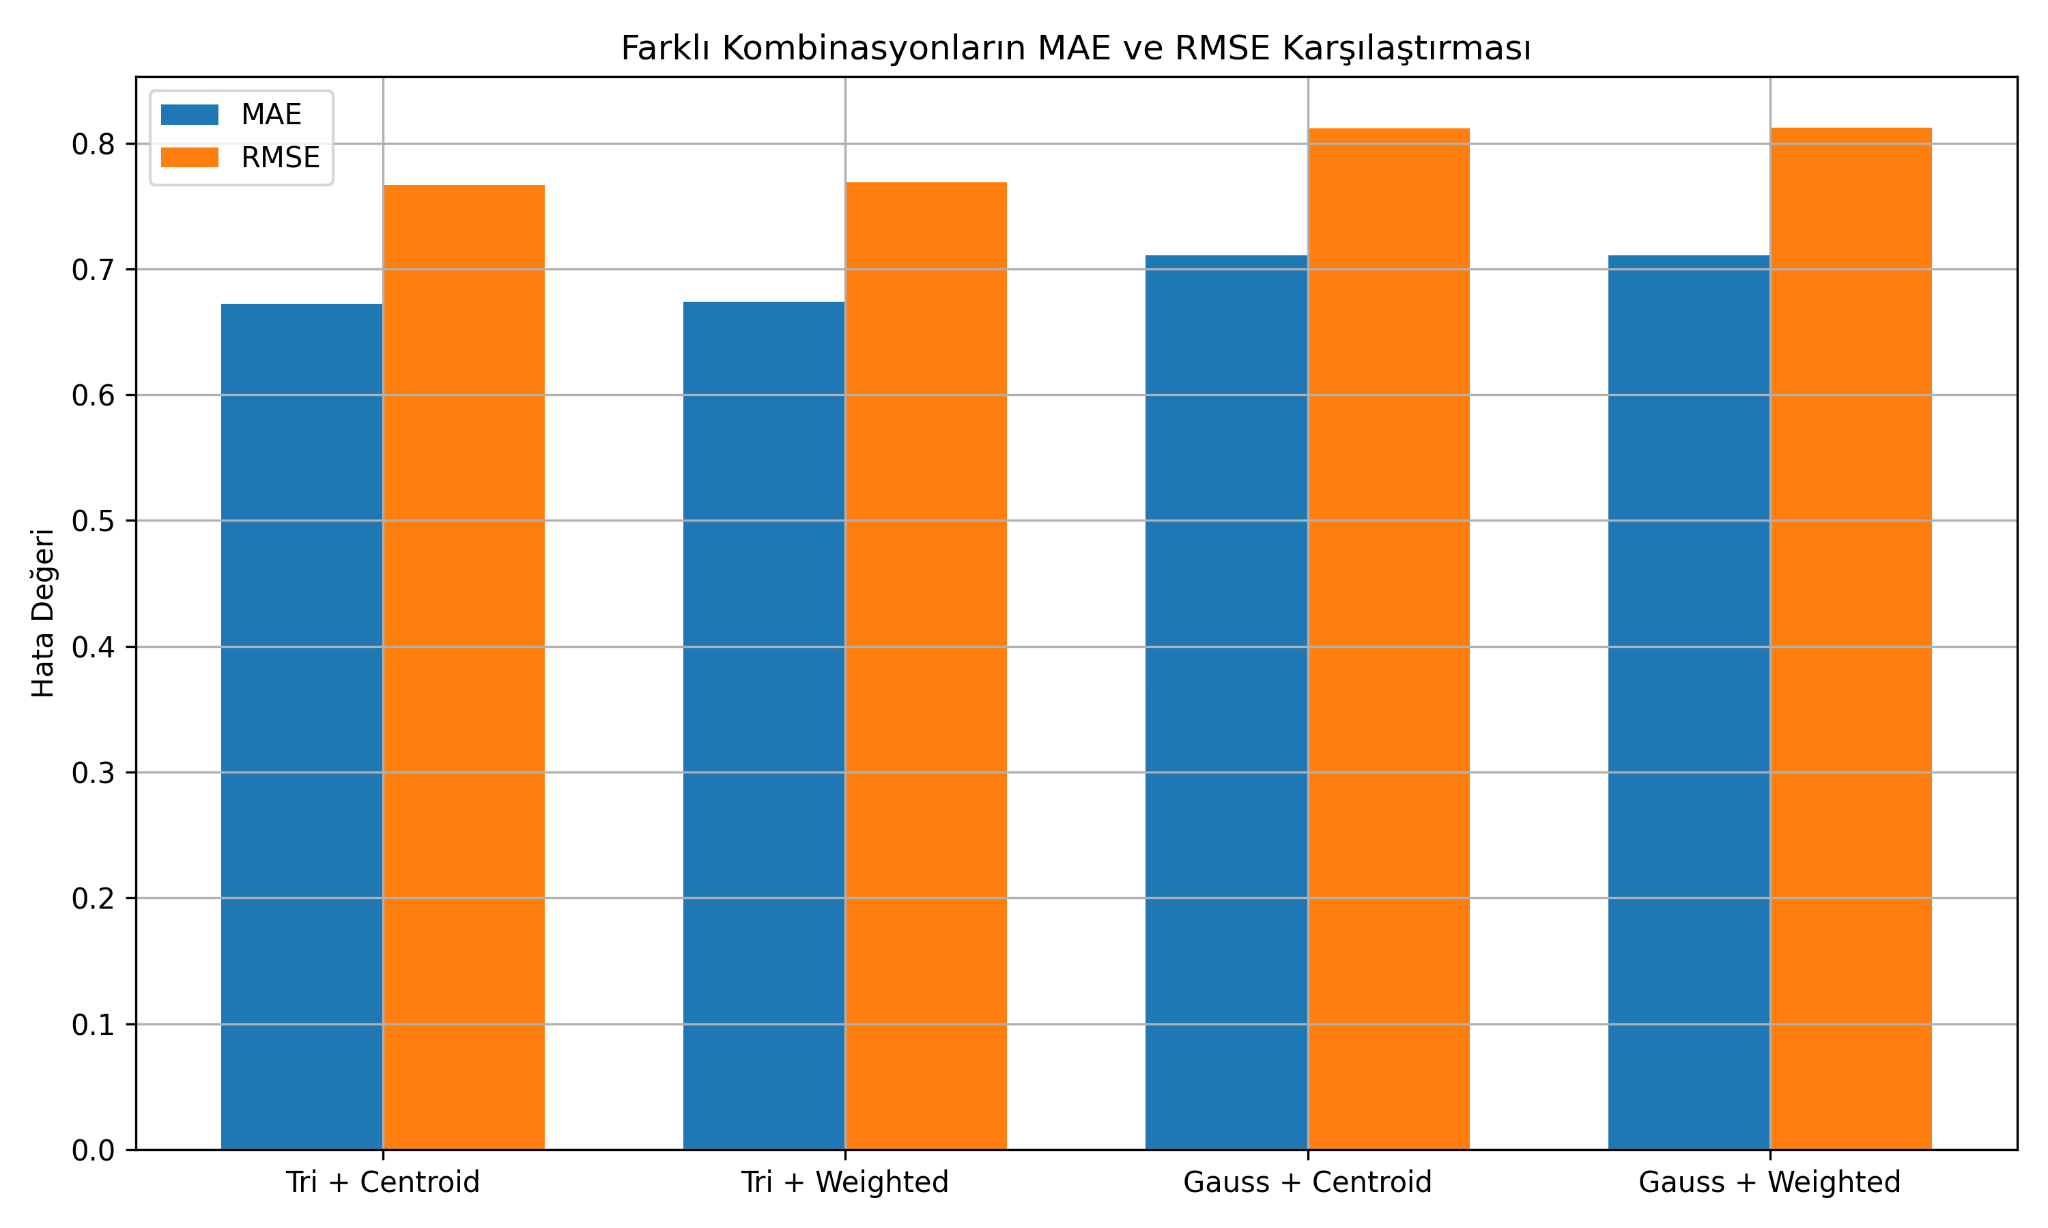 Farklı Kombinasyonların MAE ve RMSE Karşılaştırması
MAE
RMSE
Hata Değeri
0.8
0.7
0.6
0.5
0.4
0.3
0.2
0.1
0.0
Tri + Centroid
Tri + Weighted
Gauss + Centroid
Gauss + Weighted